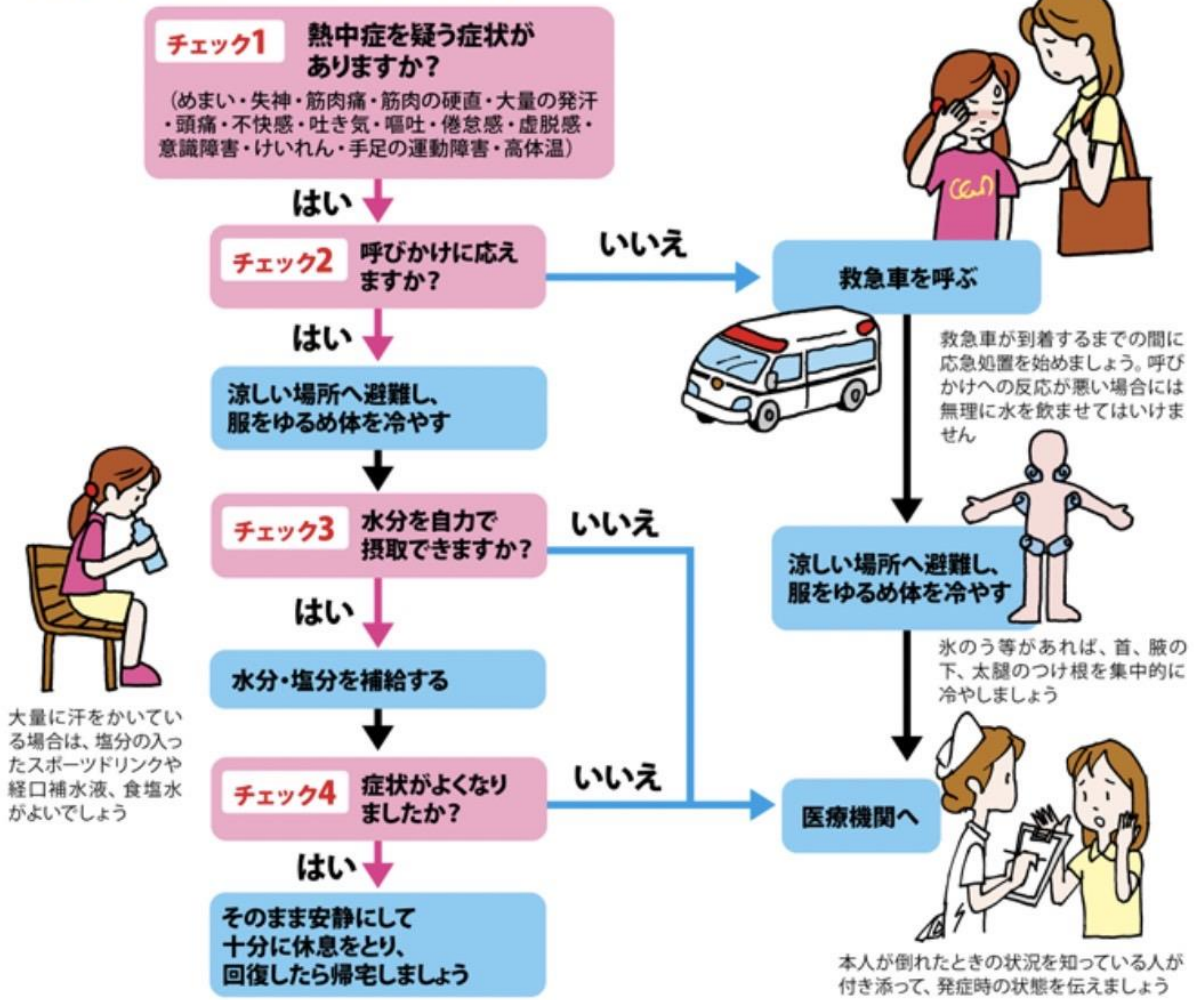 チェック1
熱中症を疑う症状が
ありますか？
（めまい・失神・筋肉痛・筋肉の硬直・大量の発汗
・頭痛・不快感・吐き気・嘔吐・倦怠感・虚脱感・
意識障害・けいれん・手足の運動障害・高体温）
はい
チェック2
呼びかけに応え
ますか？
いいえ
救急車を呼ぶ
救急車が到着するまでの間に
応急処置を始めましょう。呼び
かけへの反応が悪い場合には
無理に水を飲ませてはいけま
せん
はい
涼しい場所へ避難し、
服をゆるめ体を冷やす
チェック3
水分を自力で
摂取できますか？
いいえ
涼しい場所へ避難し、
服をゆるめ体を冷やす
氷のう等があれば、首、腋の
下、太腿のつけ根を集中的に
冷やしましょう
はい
水分・塩分を補給する
大量に汗をかいてい
る場合は、塩分の入っ
たスポーツドリンクや
経口補水液、食塩水
がよいでしょう
チェック4
症状がよくなり
ましたか？
いいえ
医療機関へ
はい
そのまま安静にして
十分に休息をとり、
回復したら帰宅しましょう
本人が倒れたときの状況を知っている人が
付き添って、発症時の状態を伝えましょう